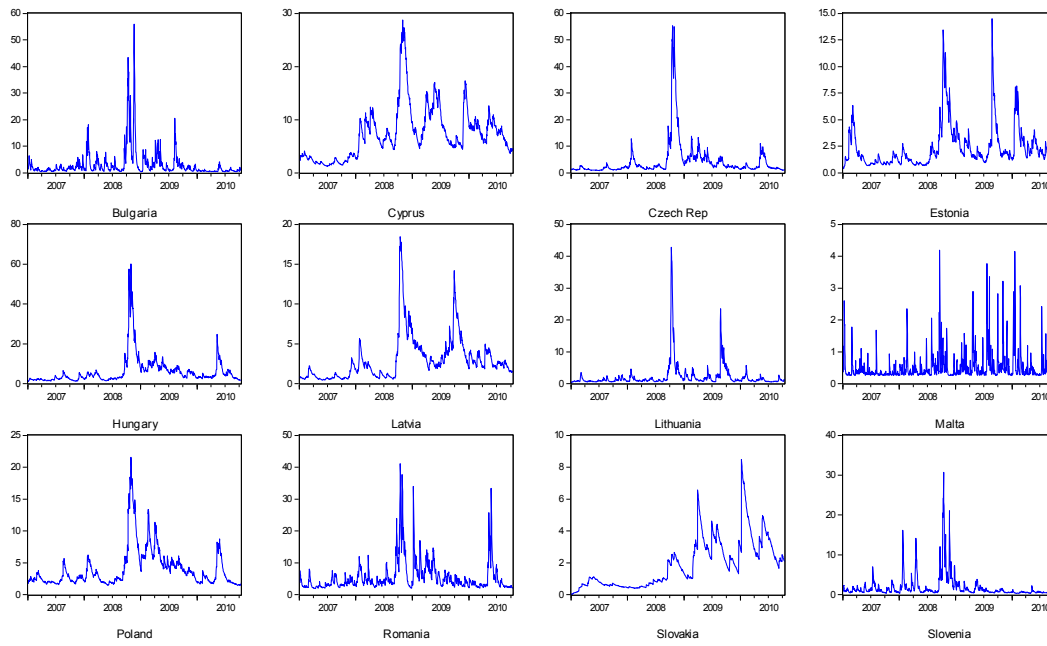 60 30 60 15.0
50 50 12.5
40 20 40 10.0
30 30 7.5
20 10 20 5.0
10 10 2.5
0 0 0 0.0
2007 2008 2009 2010 2007 2008 2009 2010 2007 2008 2009 2010 2007 2008 2009 2010
Bulgaria Cyprus Czech Rep Estonia
80 20 50 5
60 15 40 4
40 10 30 3
20 5 20 2
10 1
0 0 0 0
2007 2008 2009 2010 2007 2008 2009 2010 2007 2008 2009 2010 2007 2008 2009 2010
Hungary Latvia Lithuania Malta
25 50 10 40
20 40 8 30
15 30 6 20
10 20 4 10
5 10 2
0 0 0 0
2007 2008 2009 2010 2007 2008 2009 2010 2007 2008 2009 2010 2007 2008 2009 2010
Poland Romania Slovakia Slovenia